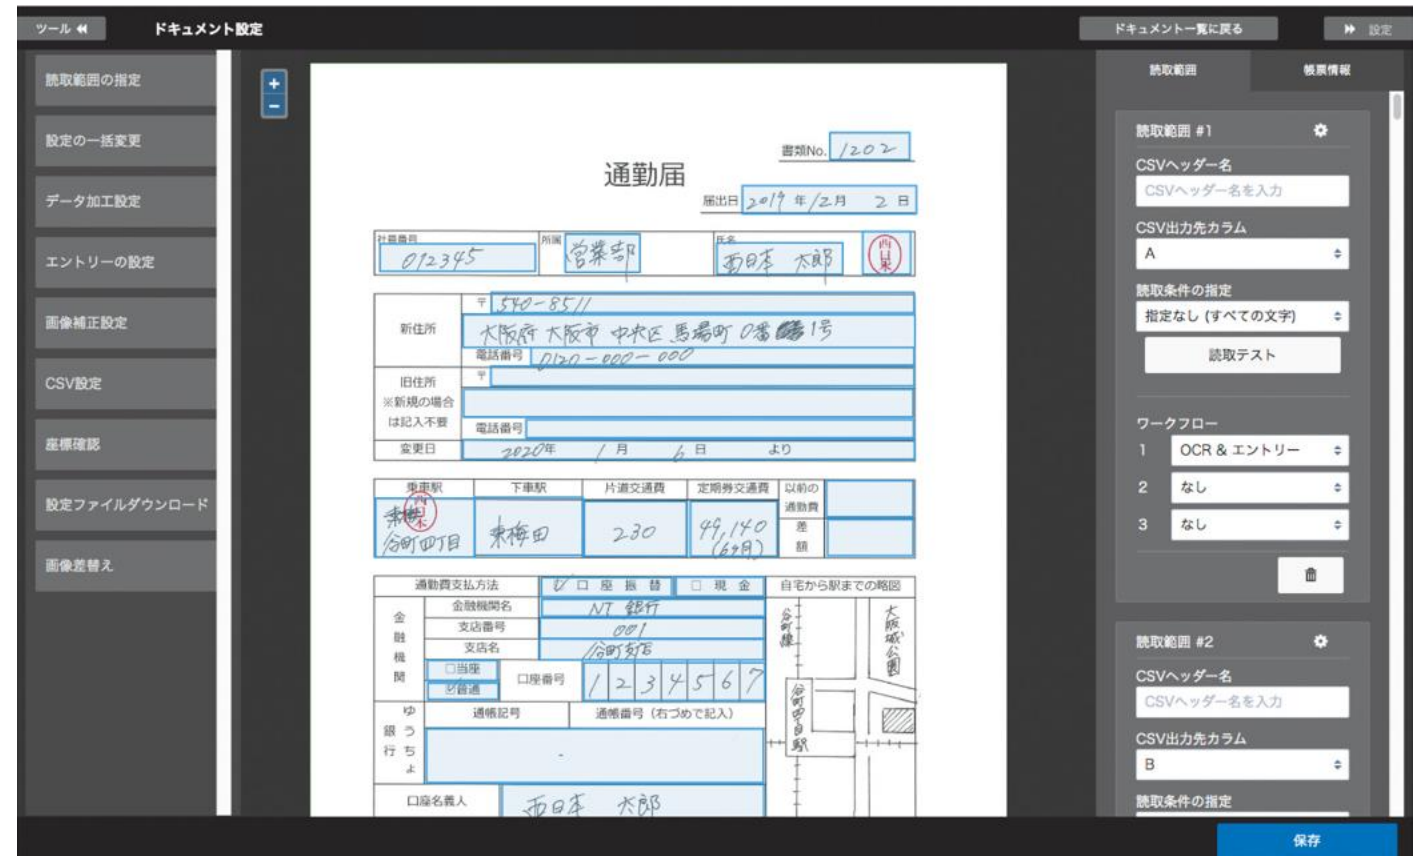 ツール
ドキュメント設定
ドキュメント一覧に戻る
設定
読取範囲の指定
設定の一括変更
データ加工設定
エントリーの設定
画像補正設定
CSV設定
座標確認
設定ファイルダウンロード
画像差替え
+
−
書類No. 1202
通勤届
届出日 2019 年 12月 2 日
社員番号 所属 氏名
012345 営業部 西日本 太郎 西日本
新住所
〒 540-8511
大阪府 大阪市 中央区 馬場町 0番 1号
電話番号 0120-000-000
旧住所
※新規の場合
は記入不要
〒
電話番号
変更日 2020年 1月 6日 より
乗車駅 下車駅 片道交通費 定期券交通費 以前の
通勤費
差
額
西日本
谷町四丁目 東梅田 230 49,140
(6ヶ月)
通勤費支払方法 ☑ 口座振替 □ 現金 自宅から駅までの略図
金融機関
金融機関名 NT 銀行
支店番号 001
支店名 谷町支店
□当座
☑普通
口座番号 1 2 3 4 5 6 7
ゆうちょ
銀行
通帳記号 通帳番号(右づめで記入)
-
口座名義人 西日本 太郎
谷町線
大阪城公園
谷町四丁目駅
読取範囲 帳票情報
読取範囲 #1
CSVヘッダー名
CSVヘッダー名を入力
CSV出力先カラム
A
読取条件の指定
指定なし (すべての文字)
読取テスト
ワークフロー
1 OCR & エントリー
2 なし
3 なし
読取範囲 #2
CSVヘッダー名
CSVヘッダー名を入力
CSV出力先カラム
B
読取条件の指定
保存